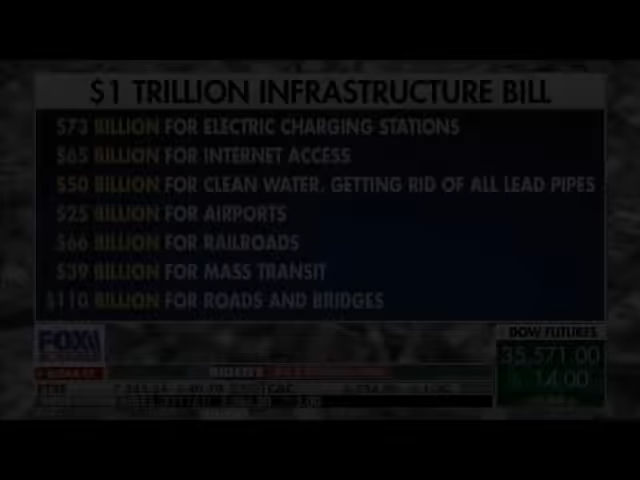 $1 TRILLION INFRASTRUCTURE BILL
$73 BILLION FOR ELECTRIC CHARGING STATIONS
$65 BILLION FOR INTERNET ACCESS
$50 BILLION FOR CLEAN WATER, GETTING RID OF ALL LEAD PIPES
$25 BILLION FOR AIRPORTS
$66 BILLION FOR RAILROADS
$39 BILLION FOR MASS TRANSIT
$110 BILLION FOR ROADS AND BRIDGES
FOX
DOW FUTURES
35,571.00
14.00